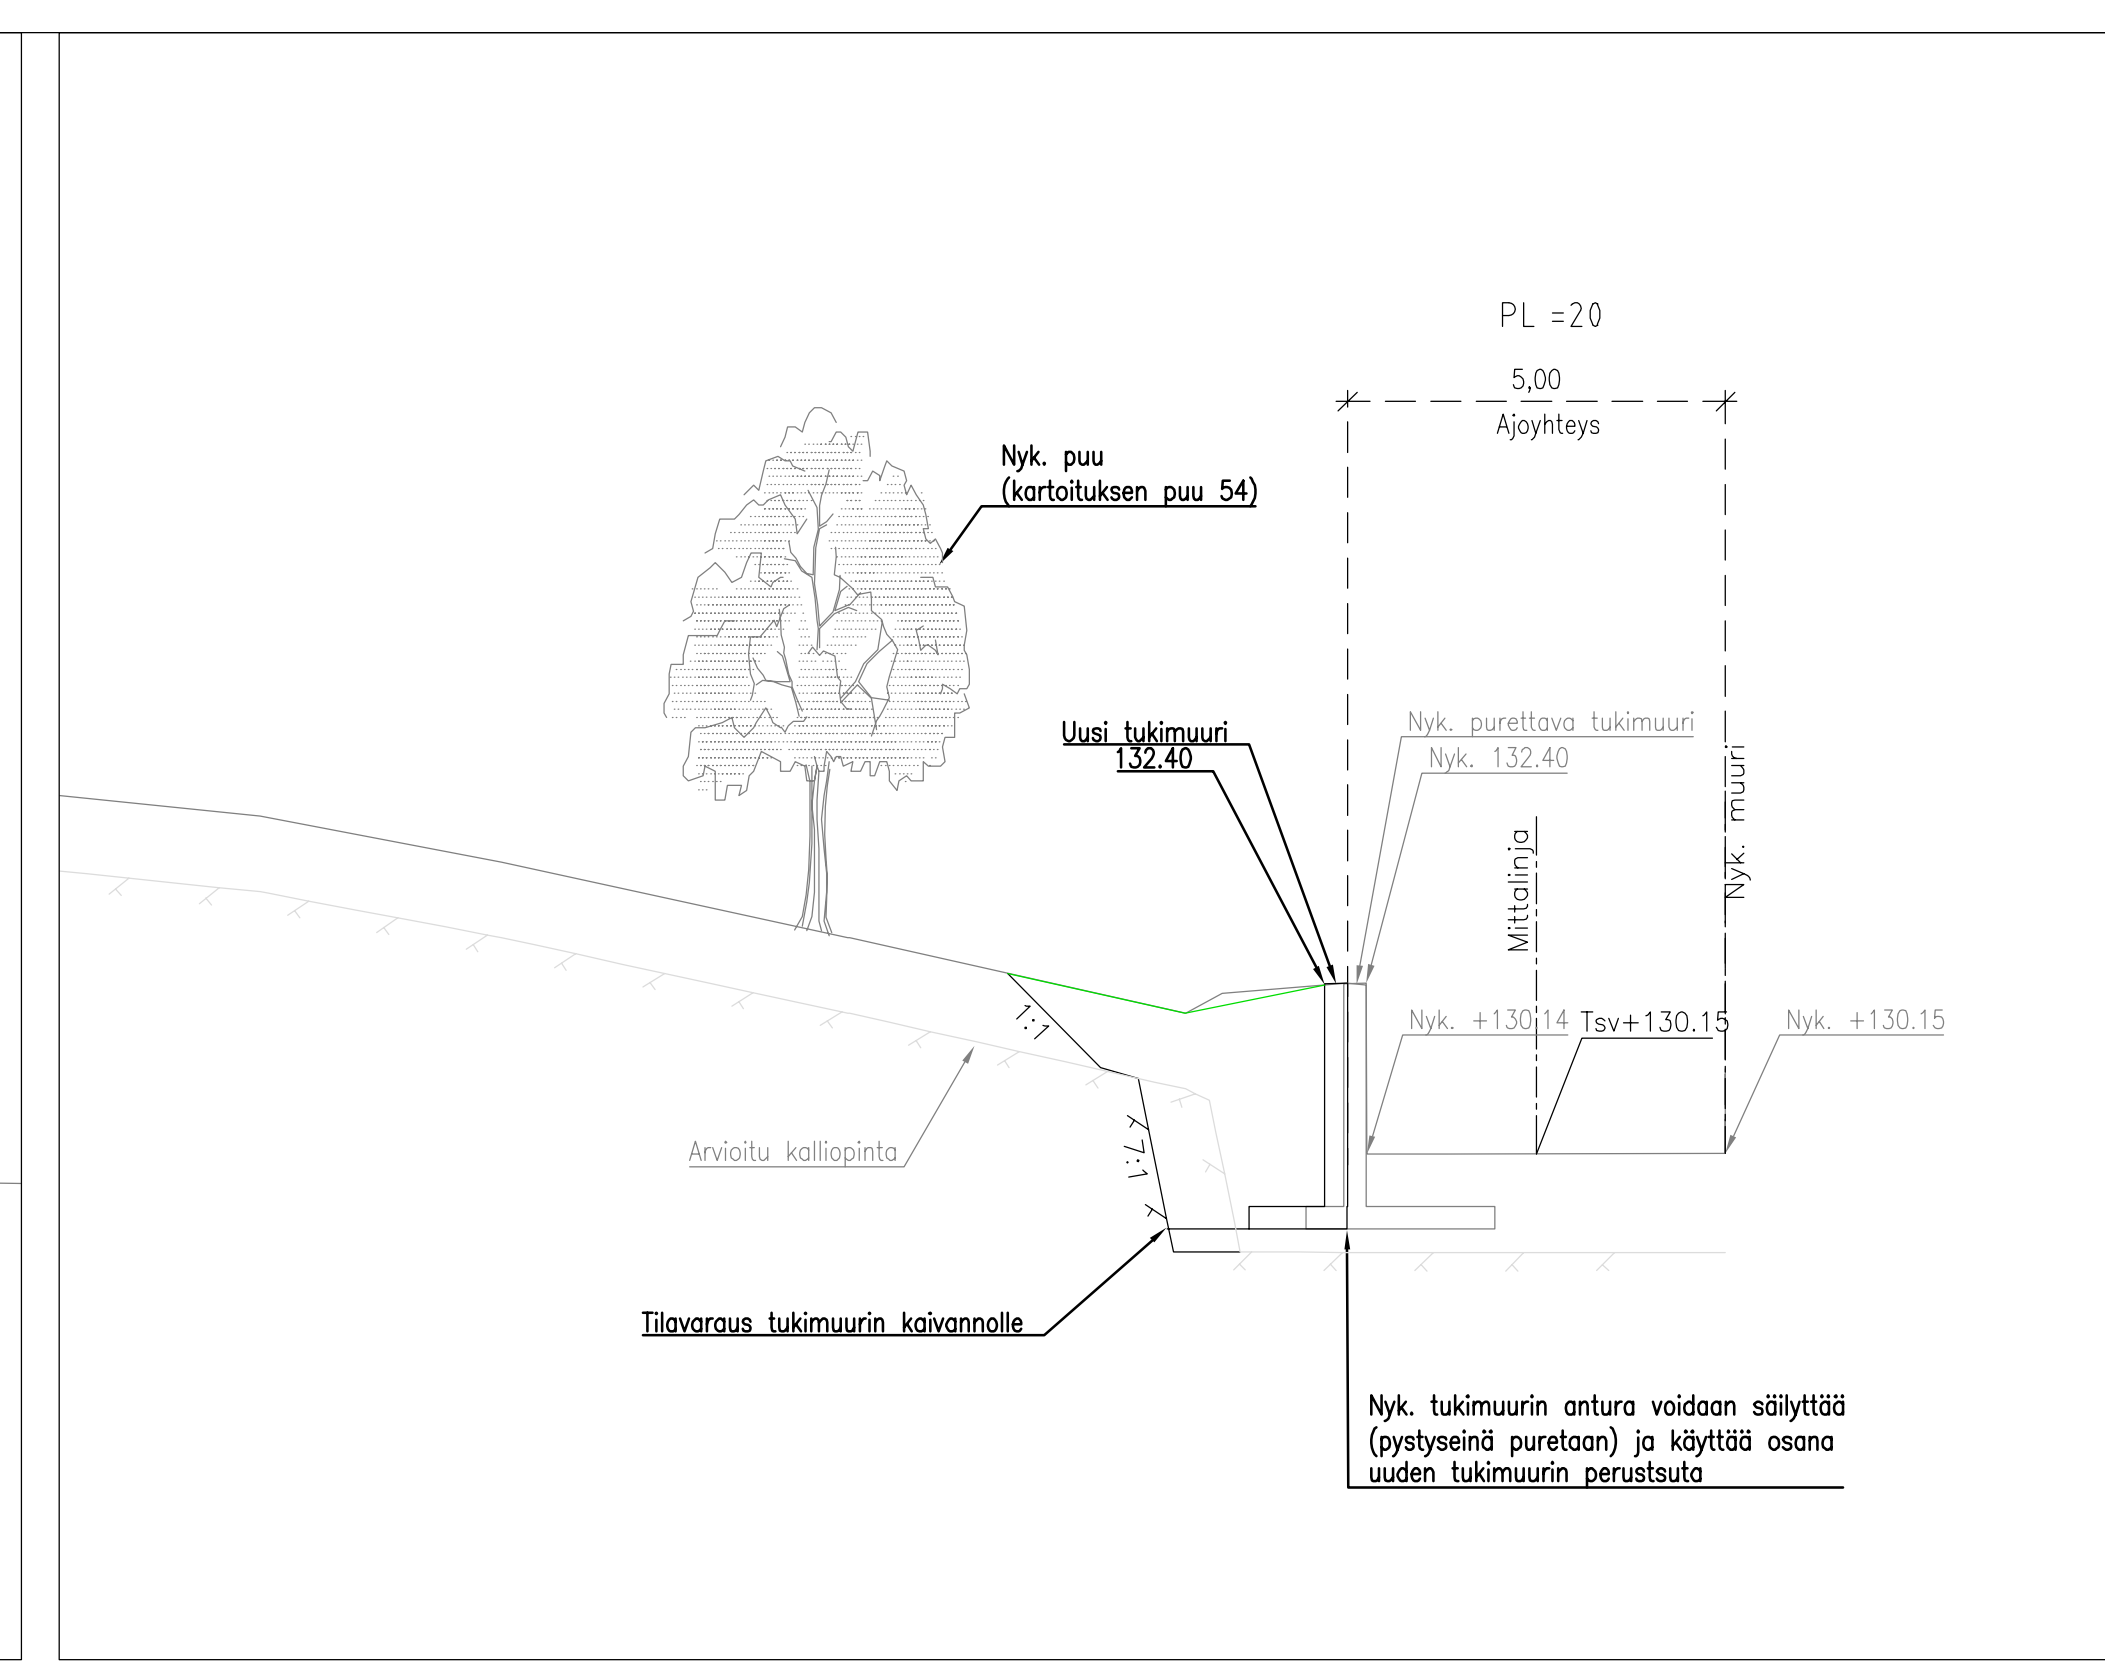 PL =20
5,00
Ajoyhteys
Nyk. puu
(kartoituksen puu 54)
Uusi tukimuuri
132.40
Nyk. purettava tukimuuri
Nyk. 132.40
Nyk. muuri
Mittalinja
Nyk. +130.14
Tsv+130.15
Nyk. +130.15
1:1
7:1
Arvioitu kalliopinta
Tilavaraus tukimuurin kaivannolle
Nyk. tukimuurin antura voidaan säilyttää
(pystyseinä puretaan) ja käyttää osana
uuden tukimuurin perustsuta